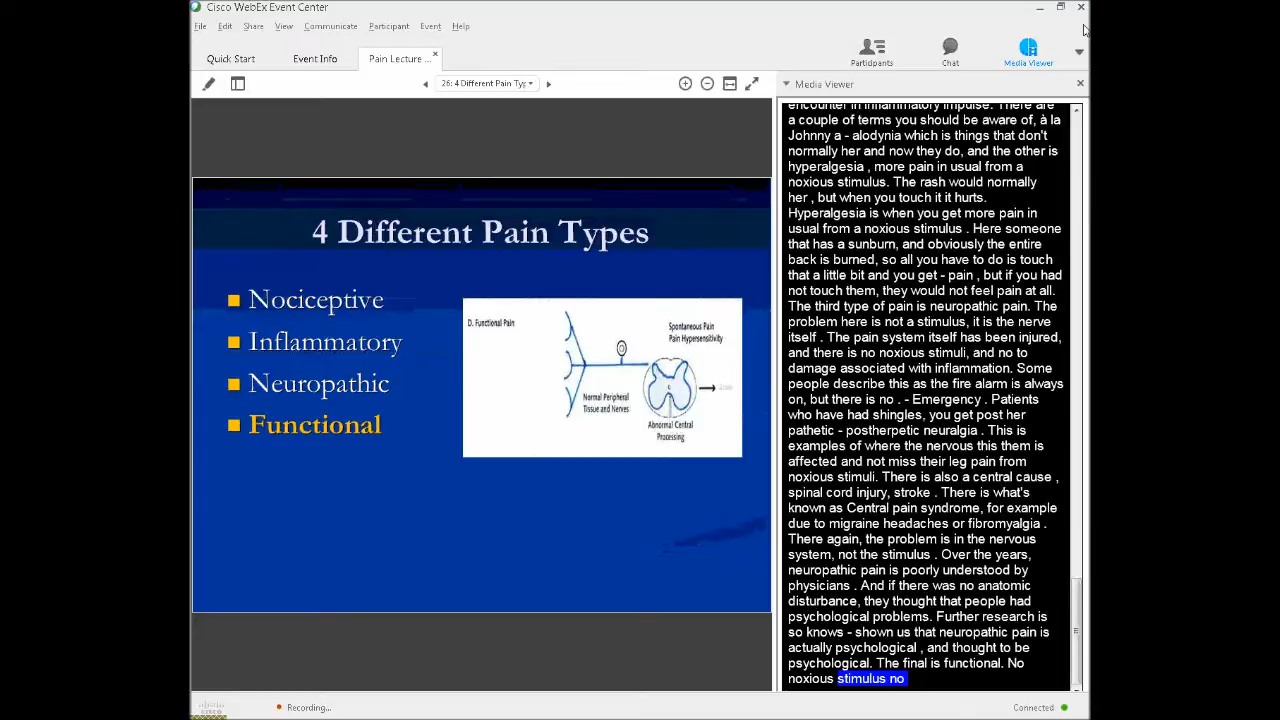 Cisco WebEx Event Center
File Edit Share View Communicate Participant Event Help
Quick Start Event Info Pain Lecture ...
Participants Chat Media Viewer
26: 4 Different Pain Typ
Media Viewer
4 Different Pain Types
Nociceptive
Inflammatory
Neuropathic
Functional
D. Functional Pain
Spontaneous Pain
Pain Hypersensitivity
Normal Peripheral
Tissue and Nerves
Abnormal Central
Processing
encounter in inflammatory impulse. There are
a couple of terms you should be aware of, à la
Johnny a - alodynia which is things that don't
normally her and now they do, and the other is
hyperalgesia , more pain in usual from a
noxious stimulus. The rash would normally
her , but when you touch it it hurts.
Hyperalgesia is when you get more pain in
usual from a noxious stimulus . Here someone
that has a sunburn, and obviously the entire
back is burned, so all you have to do is touch
that a little bit and you get - pain , but if you had
not touch them, they would not feel pain at all.
The third type of pain is neuropathic pain. The
problem here is not a stimulus, it is the nerve
itself . The pain system itself has been injured,
and there is no noxious stimuli, and no to
damage associated with inflammation. Some
people describe this as the fire alarm is always
on, but there is no . - Emergency . Patients
who have had shingles, you get post her
pathetic - postherpetic neuralgia . This is
examples of where the nervous this them is
affected and not miss their leg pain from
noxious stimuli. There is also a central cause ,
spinal cord injury, stroke . There is what's
known as Central pain syndrome, for example
due to migraine headaches or fibromyalgia .
There again, the problem is in the nervous
system, not the stimulus . Over the years,
neuropathic pain is poorly understood by
physicians . And if there was no anatomic
disturbance, they thought that people had
psychological problems. Further research is
so knows - shown us that neuropathic pain is
actually psychological , and thought to be
psychological. The final is functional. No
noxious stimulus no
Recording... Connected